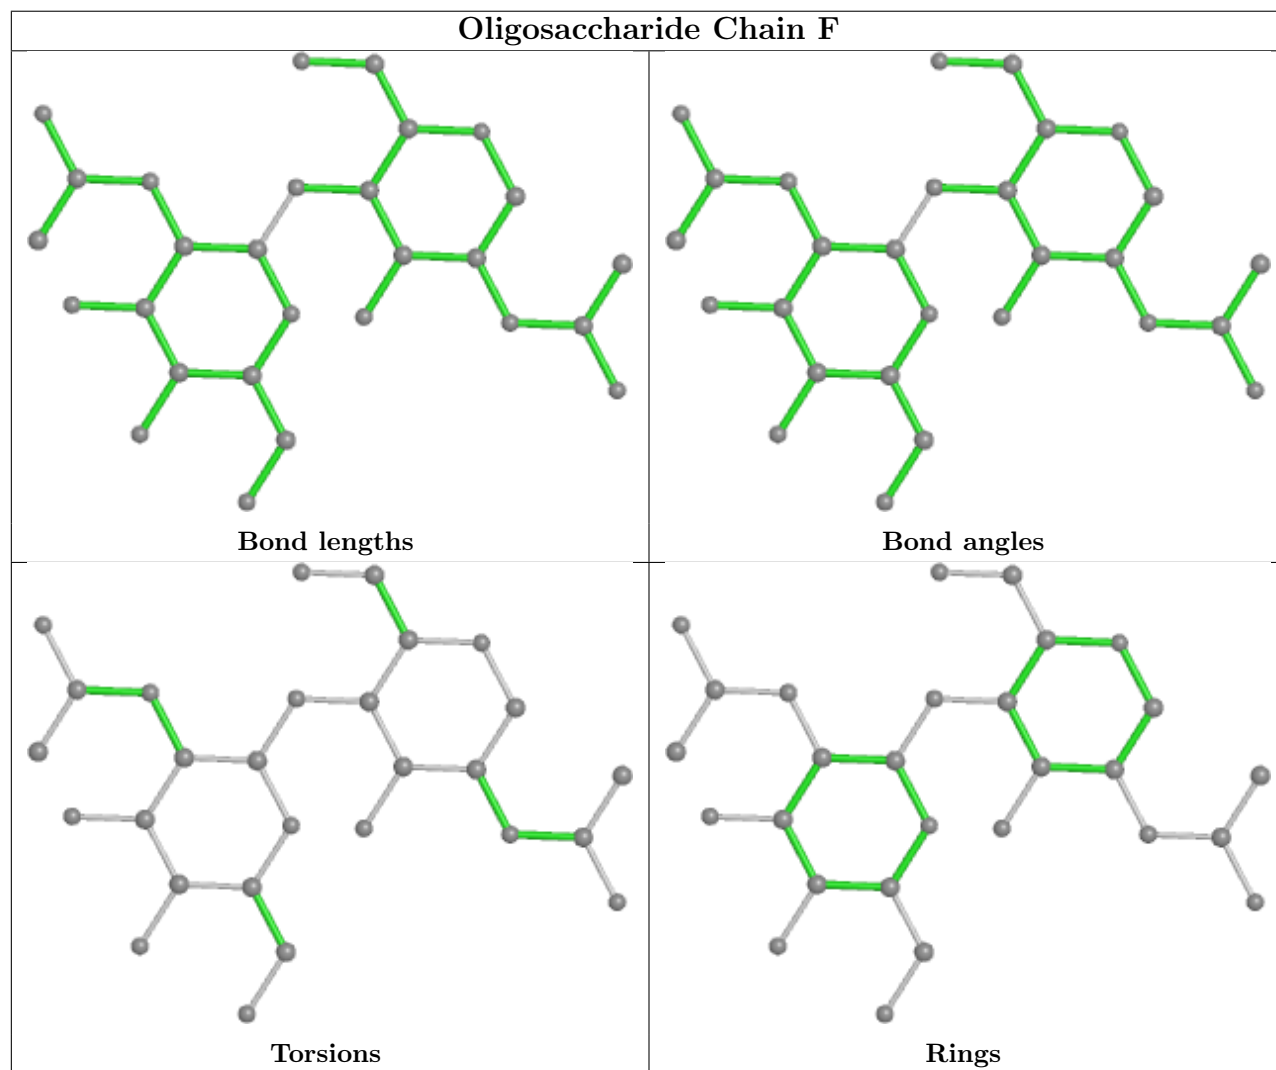 Oligosaccharide Chain F
Bond lengths
Bond angles
Torsions
Rings